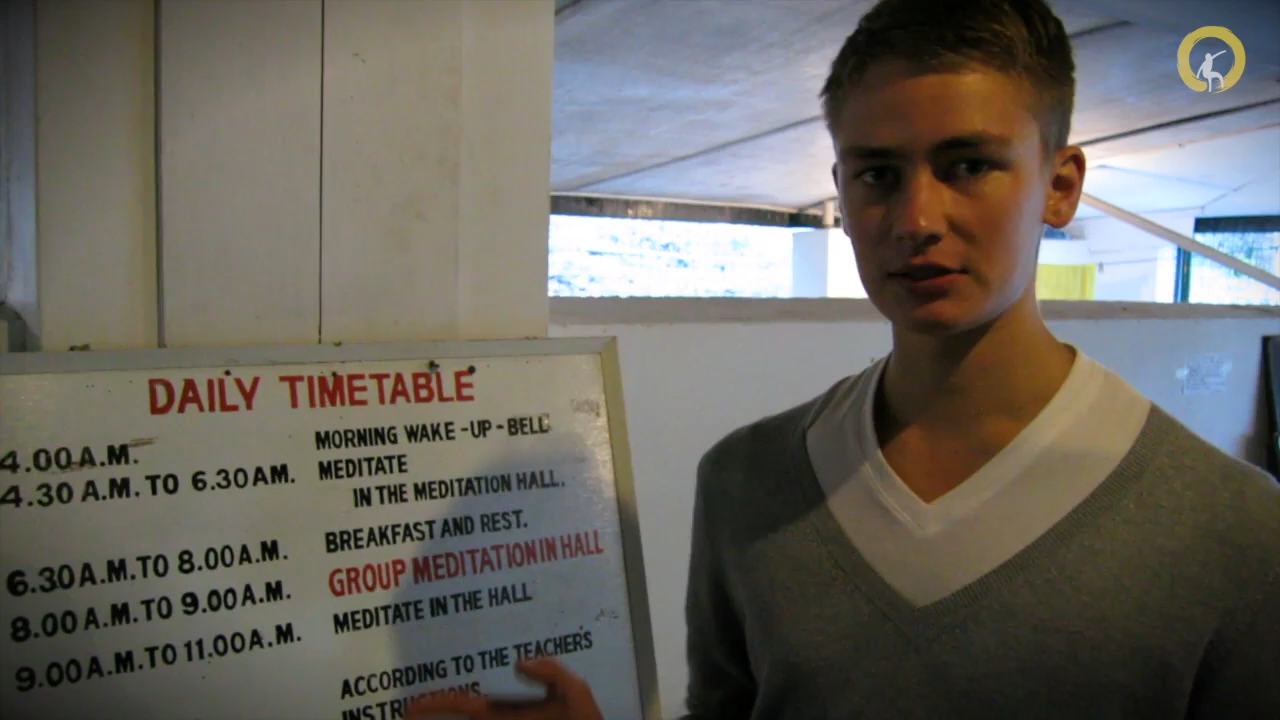 DAILY TIMETABLE
4.00 A.M. MORNING WAKE-UP-BELL
4.30 A.M. TO 6.30 AM. MEDITATE
IN THE MEDITATION HALL.
6.30 A.M. TO 8.00 A.M. BREAKFAST AND REST.
8.00 A.M. TO 9.00 A.M. GROUP MEDITATION IN HALL
9.00 A.M. TO 11.00 A.M. MEDITATE IN THE HALL
ACCORDING TO THE TEACHER'S
INSTRUCTIONS.